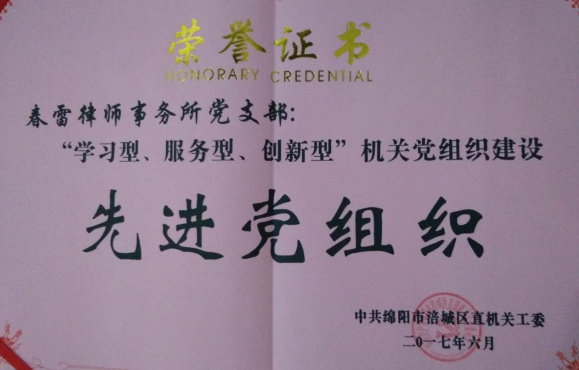 荣誉证书
HONORARY CREDENTIAL
春雷律师事务所党支部：
“学习型、服务型、创新型”机关党组织建设
先进党组织
中共绵阳市涪城区直机关工委
二〇一七年六月